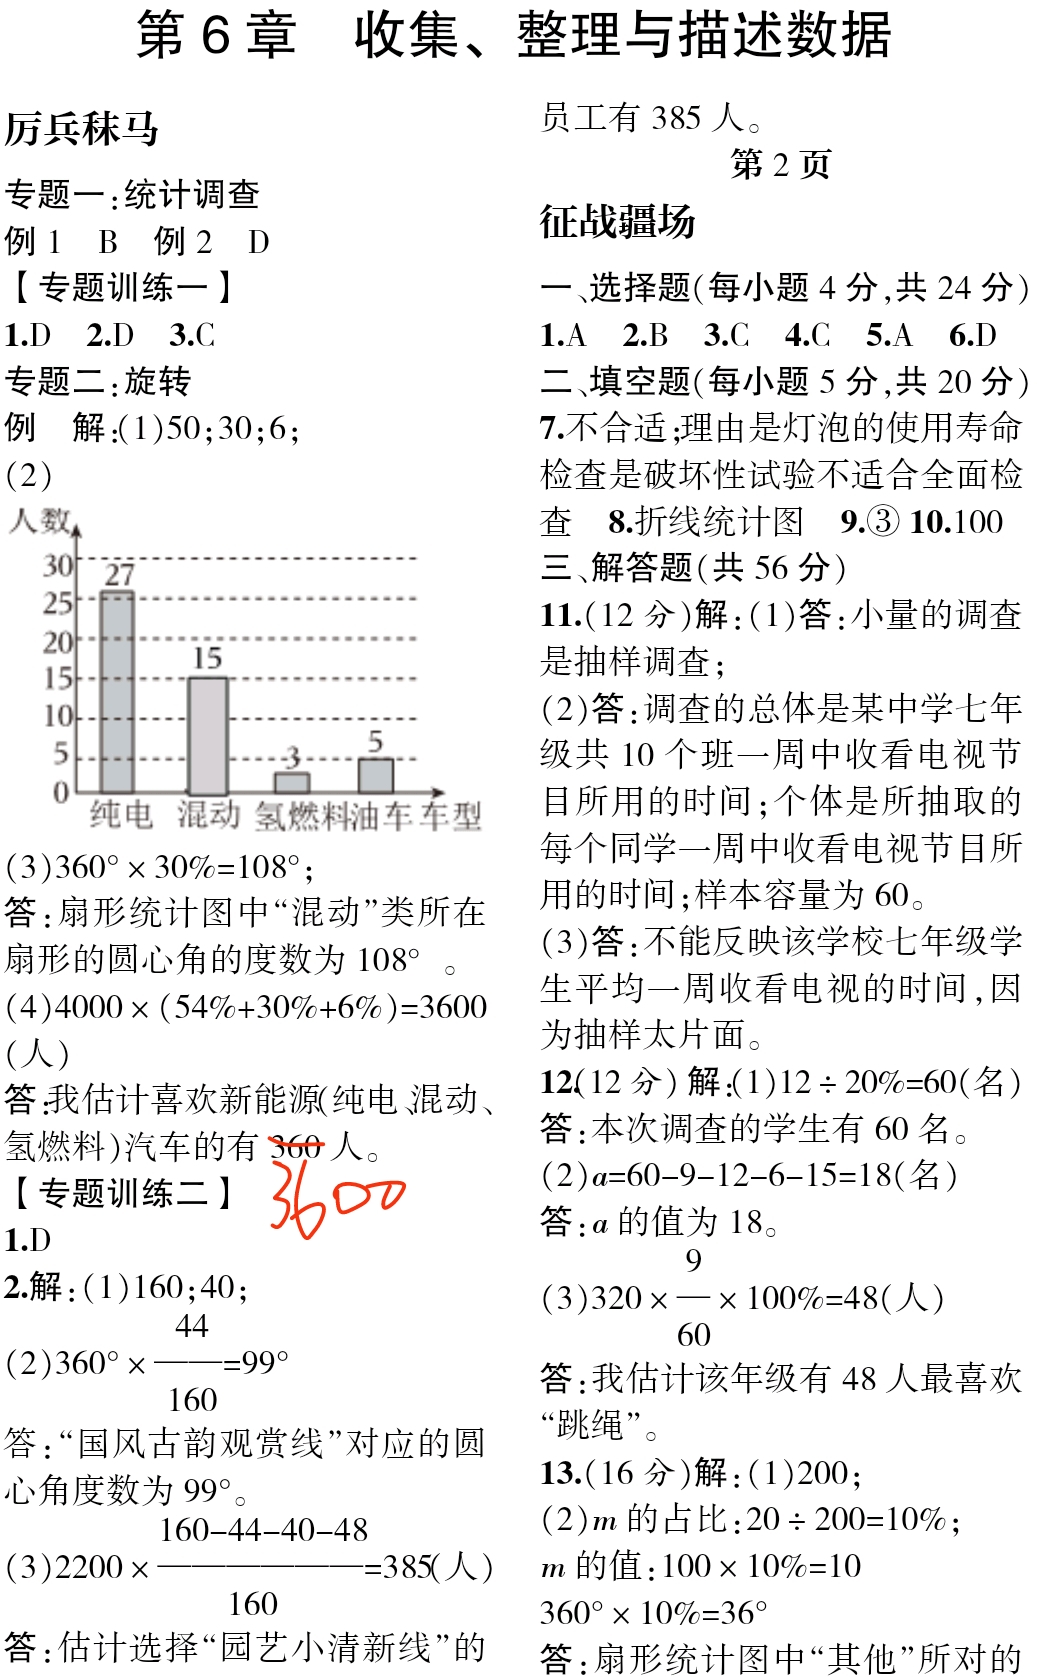 第 6 章　收集、整理与描述数据
厉兵秣马
专题一:统计调查
例 1　B　例 2　D
【专题训练一】
1.D　2.D　3.C
专题二:旋转
例　解:(1)50;30;6;
(2)
人数
30
27
25
20
15
15
10
5
5
3
0
纯电 混动 氢燃料 油车 车型
(3)360°×30%=108°;
答:扇形统计图中“混动”类所在
扇形的圆心角的度数为 108° 。
(4)4000×(54%+30%+6%)=3600
(人)
答:我估计喜欢新能源(纯电、混动、
氢燃料)汽车的有 360 人。
3600
【专题训练二】
1.D
2.解:(1)160;40;
44
(2)360°×——=99°
160
答:“国风古韵观赏线”对应的圆
心角度数为 99°。
160-44-40-48
(3)2200×——————=385(人)
160
答:估计选择“园艺小清新线”的
员工有 385 人。
第 2 页
征战疆场
一、选择题(每小题 4 分,共 24 分)
1.A　2.B　3.C　4.C　5.A　6.D
二、填空题(每小题 5 分,共 20 分)
7.不合适;理由是灯泡的使用寿命
检查是破坏性试验不适合全面检
查　8.折线统计图　9.③ 10.100
三、解答题(共 56 分)
11.(12 分)解:(1)答:小量的调查
是抽样调查;
(2)答:调查的总体是某中学七年
级共 10 个班一周中收看电视节
目所用的时间;个体是所抽取的
每个同学一周中收看电视节目所
用的时间;样本容量为 60。
(3)答:不能反映该学校七年级学
生平均一周收看电视的时间,因
为抽样太片面。
12.(12 分) 解:(1)12÷20%=60(名)
答:本次调查的学生有 60 名。
(2)a=60-9-12-6-15=18(名)
答:a 的值为 18。
9
(3)320×—×100%=48(人)
60
答:我估计该年级有 48 人最喜欢
“跳绳”。
13.(16 分)解:(1)200;
(2)m 的占比:20÷200=10%;
m 的值:100×10%=10
360°×10%=36°
答:扇形统计图中“其他”所对的